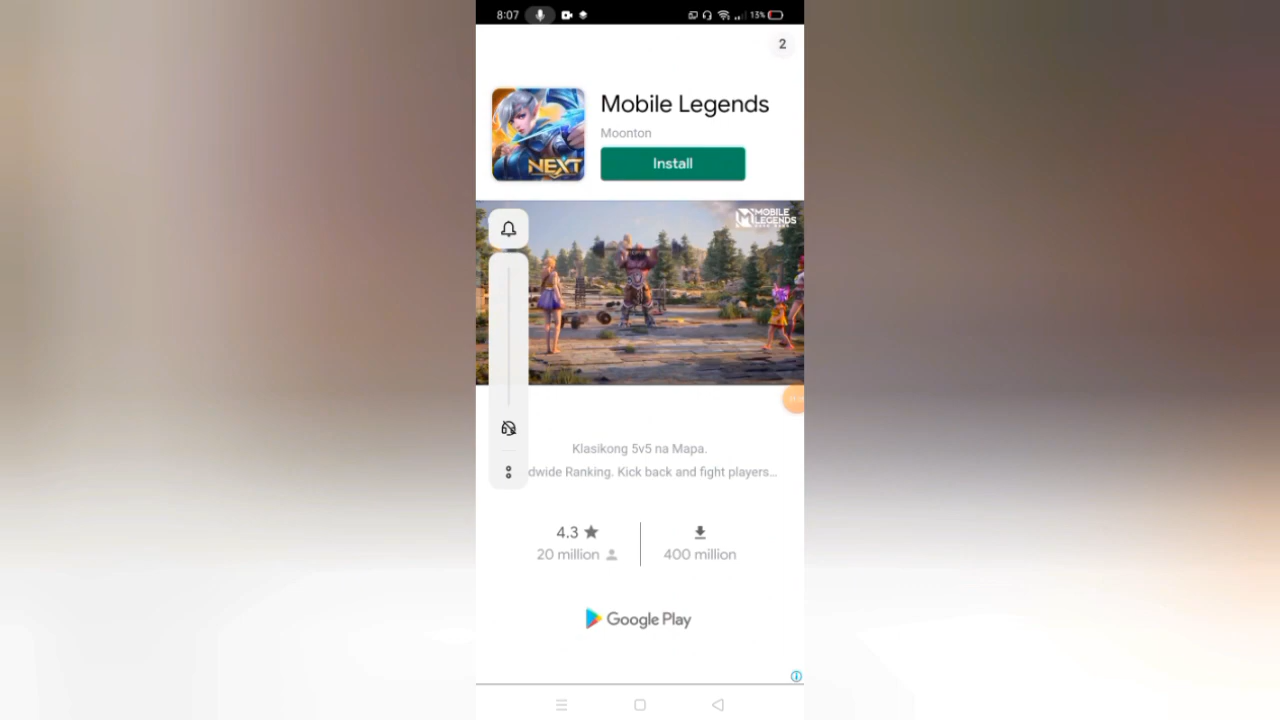 8:07
13%
2
Mobile Legends
Moonton
Install
NEXT
MOBILE
LEGENDS
Klasikong 5v5 na Mapa.
dwide Ranking. Kick back and fight players...
4.3
20 million
400 million
Google Play